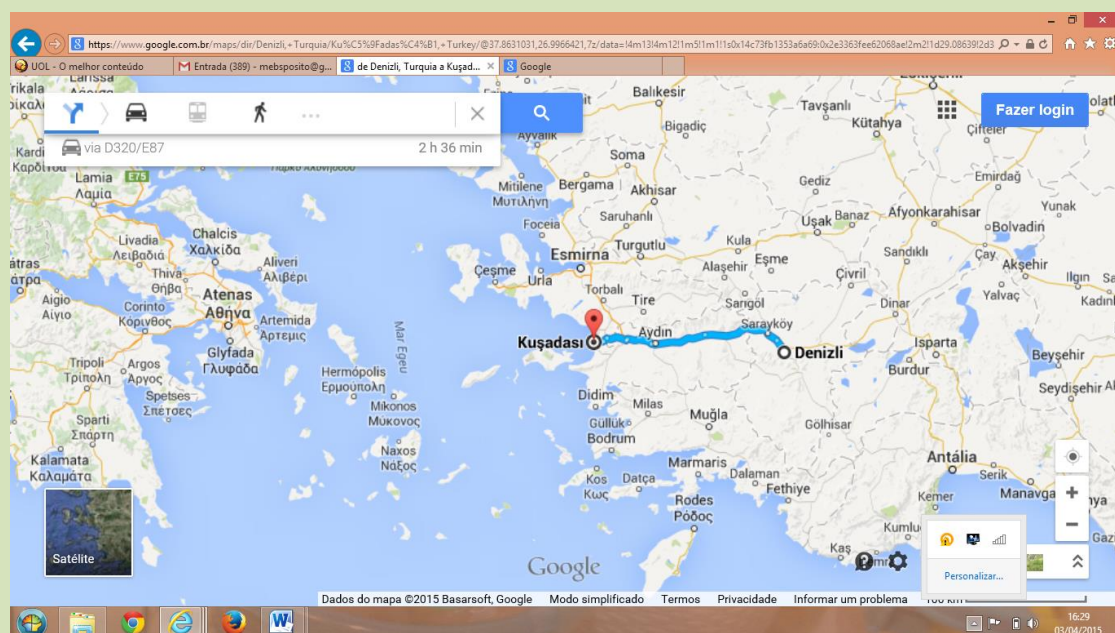 https://www.google.com.br/maps/dir/Denizli,+Turquia/Ku%C5%9Fadas%C4%B1,+Turkey/@37.8631031,26.9966421,7z/data=!4m13!4m12!1m5!1m1!1s0x14c73fb1353a6a69:0x2e3363fee62068ae!2m2!1d29.08639!2d3
UOL - O melhor conteúdo
Entrada (389) - mebsposito@g...
de Denizli, Turquia a Kuşad...
Google
Fazer login
via D320/E87
2 h 36 min
Larissa
Balıkesir
Tavşanlı
Kütahya
Çifteler
Ayvalık
Bigadiç
Lamia
Λαμία
E75
Mitilene
Μυτιλήνη
Bergama
Soma
Akhisar
Gediz
Emirdağ
Yunak
Saruhanlı
Uşak
Banaz
Afyonkarahisar
Bolvadin
Foceia
Livadia
Λειβαδιά
Chalcis
Χαλκίδα
Esmirna
Turgutlu
Kula
Eşme
Sandıklı
Çay
Akşehir
Aliveri
Αλιβέρι
Çeşme
Urla
Alaşehir
Çivril
Ilgın
Thiva
Θήβα
Atenas
Αθήνα
Torbalı
Tire
Sarıgöl
Dinar
Yalvaç
Kadınl
Aigio
Αίγιο
Corinto
Κόρινθος
Artemida
Άρτεμις
Mar Egeu
Kuşadası
Aydın
Sarayköy
Denizli
Isparta
Burdur
Beyşehir
Glyfada
Γλυφάδα
Tripoli
Τρίπολη
Argos
Άργος
Hermópolis
Ερμούπολη
Spetses
Σπέτσες
Didim
Milas
Seydişehir
Sparti
Σπάρτη
Mikonos
Μύκονος
Güllük
Bodrum
Muğla
Gölhisar
Kalamata
Καλαμάτα
Naxos
Νάξος
Kos
Κως
Datça
Marmaris
Dalaman
Fethiye
Antália
Serik
Manavga
Rodes
Ρόδος
Kemer
Kumlu
Kaş
Satélite
Google
Personalizar...
Dados do mapa ©2015 Basarsoft, Google
Modo simplificado
Termos
Privacidade
Informar um problema
16:29
03/04/2015